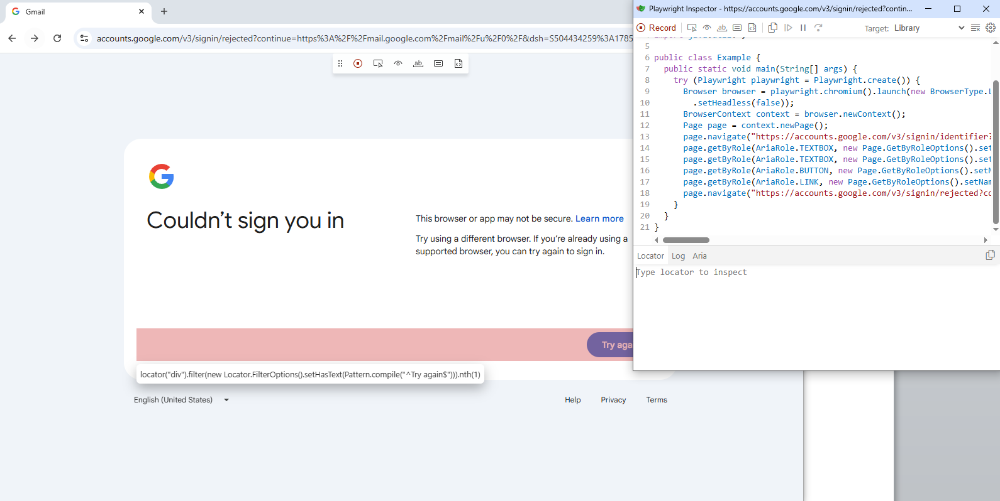 Gmail
accounts.google.com/v3/signin/rejected?continue=https%3A%2F%2Fmail.google.com%2Fmail%2Fu%2F0%2F&dsh=S504434259%3A1785
Couldn’t sign you in
This browser or app may not be secure. Learn more
Try using a different browser. If you’re already using a
supported browser, you can try again to sign in.
Try aga
locator("div").filter(new Locator.FilterOptions().setHasText(Pattern.compile("^Try again$"))).nth(1)
English (United States)
Help Privacy Terms
Playwright Inspector - https://accounts.google.com/v3/signin/rejected?contin...
Record ab Target: Library
5
6 public class Example {
7 public static void main(String[] args) {
8 try (Playwright playwright = Playwright.create()) {
9 Browser browser = playwright.chromium().launch(new BrowserType.L
10 .setHeadless(false));
11 BrowserContext context = browser.newContext();
12 Page page = context.newPage();
13 page.navigate("https://accounts.google.com/v3/signin/identifier?
14 page.getByRole(AriaRole.TEXTBOX, new Page.GetByRoleOptions().set
15 page.getByRole(AriaRole.TEXTBOX, new Page.GetByRoleOptions().set
16 page.getByRole(AriaRole.BUTTON, new Page.GetByRoleOptions().setN
17 page.getByRole(AriaRole.LINK, new Page.GetByRoleOptions().setNam
18 page.navigate("https://accounts.google.com/v3/signin/rejected?co
19 }
20 }
21 }
Locator Log Aria
Type locator to inspect